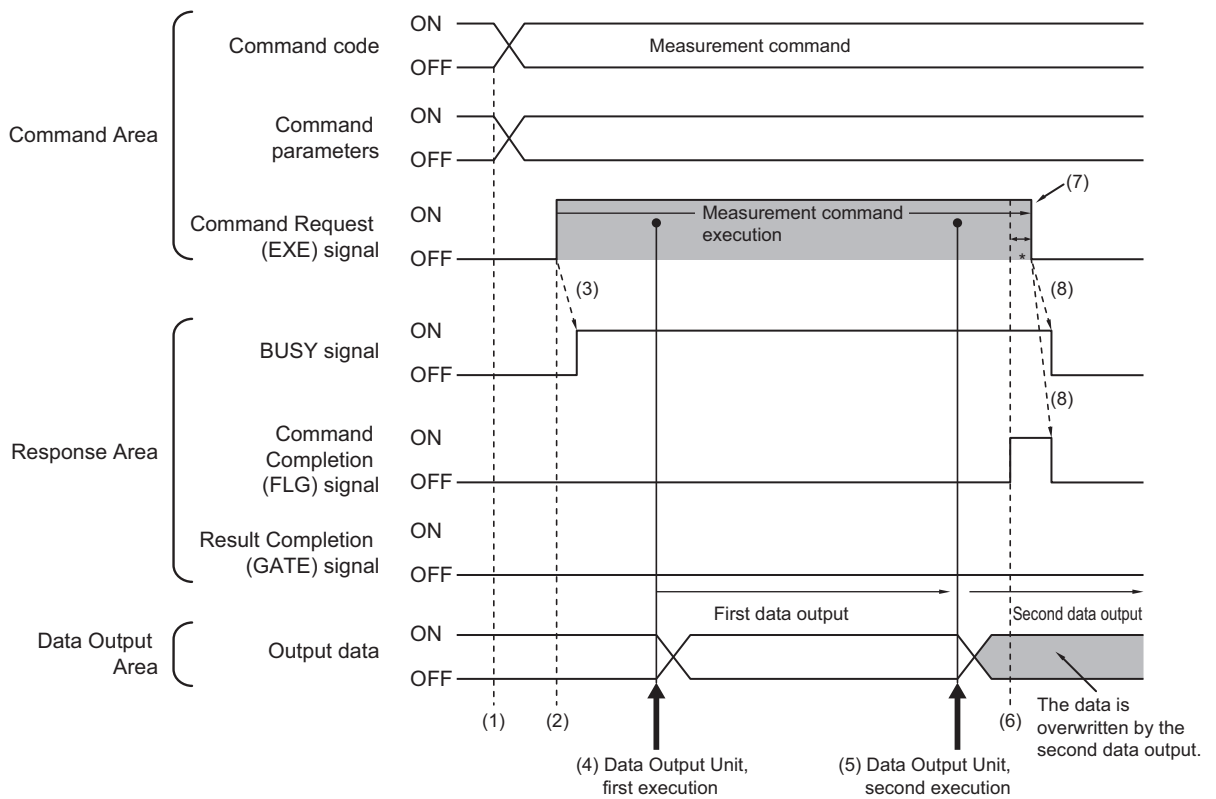 Command Area
Command code
ON
OFF
Measurement command
Command
parameters
ON
OFF
Command Request
(EXE) signal
ON
OFF
Measurement command
execution
(7)
*
(3)
(8)
Response Area
BUSY signal
ON
OFF
(8)
Command
Completion
(FLG) signal
ON
OFF
Result Completion
(GATE) signal
ON
OFF
First data output
Second data output
Data Output
Area
Output data
ON
OFF
(1)
(2)
(6)
The data is
overwritten by the
second data output.
(4) Data Output Unit,
first execution
(5) Data Output Unit,
second execution